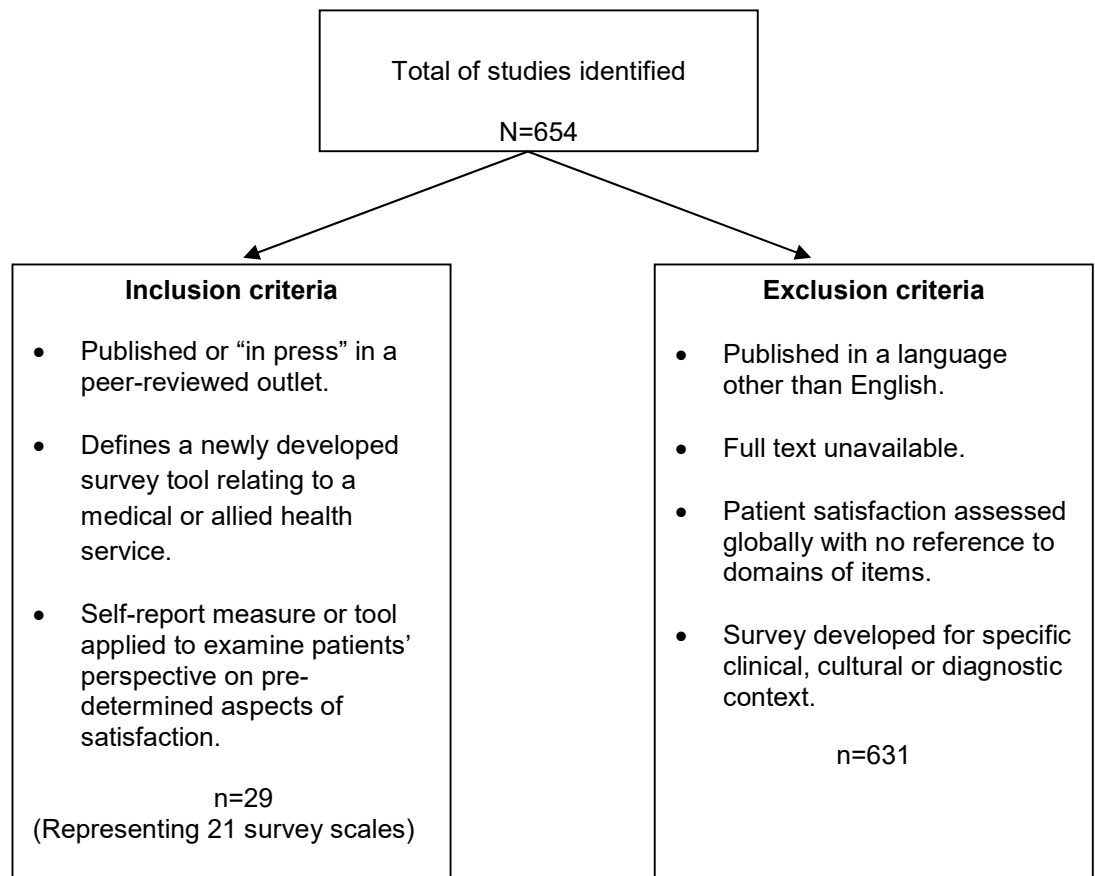 Total of studies identified
N=654
Inclusion criteria
• Published or “in press” in a
peer-reviewed outlet.
• Defines a newly developed
survey tool relating to a
medical or allied health
service.
• Self-report measure or tool
applied to examine patients’
perspective on pre-
determined aspects of
satisfaction.
n=29
(Representing 21 survey scales)
Exclusion criteria
• Published in a language
other than English.
• Full text unavailable.
• Patient satisfaction assessed
globally with no reference to
domains of items.
• Survey developed for specific
clinical, cultural or diagnostic
context.
n=631